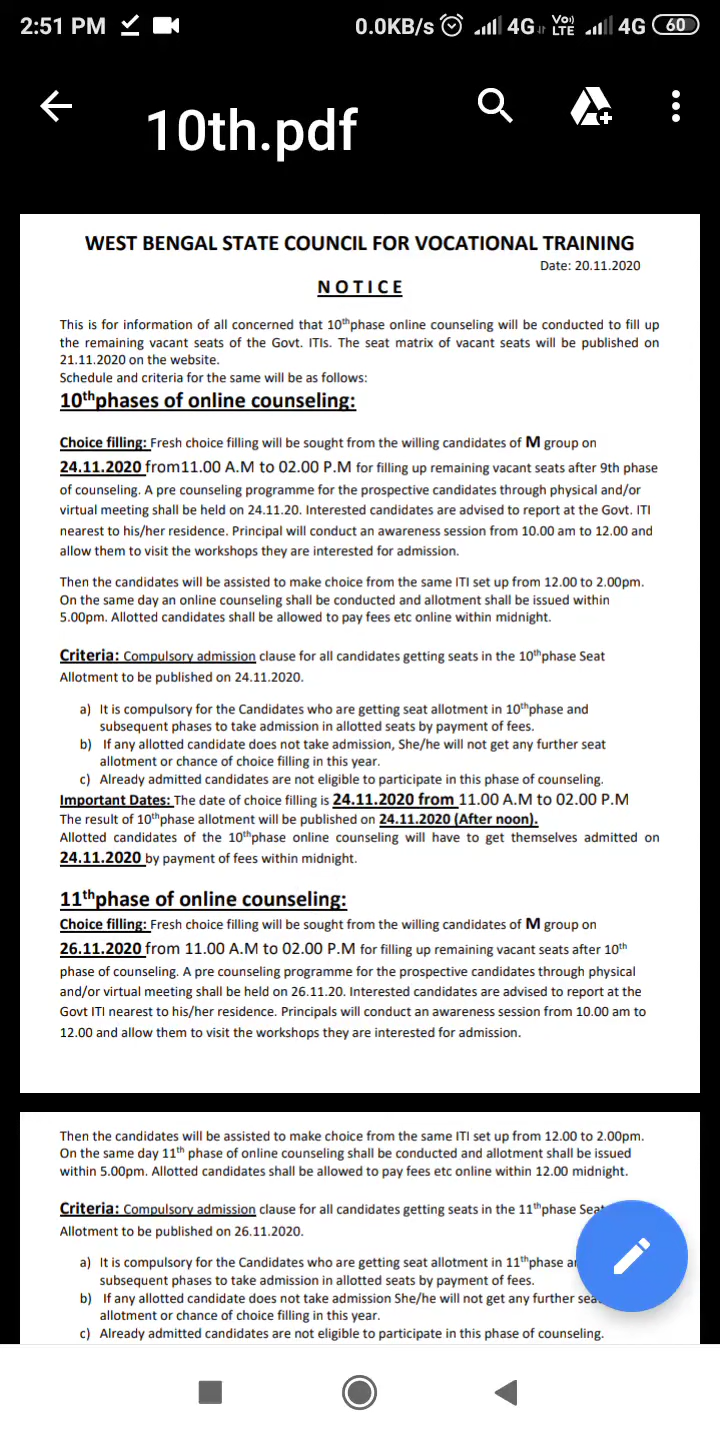 2:51 PM 0.0KB/s 4G Vo) LTE 4G 60
10th.pdf
WEST BENGAL STATE COUNCIL FOR VOCATIONAL TRAINING
Date: 20.11.2020
NOTICE
This is for information of all concerned that 10thphase online counseling will be conducted to fill up
the remaining vacant seats of the Govt. ITIs. The seat matrix of vacant seats will be published on
21.11.2020 on the website.
Schedule and criteria for the same will be as follows:
10thphases of online counseling:
Choice filling: Fresh choice filling will be sought from the willing candidates of M group on
24.11.2020 from11.00 A.M to 02.00 P.M for filling up remaining vacant seats after 9th phase
of counseling. A pre counseling programme for the prospective candidates through physical and/or
virtual meeting shall be held on 24.11.20. Interested candidates are advised to report at the Govt. ITI
nearest to his/her residence. Principal will conduct an awareness session from 10.00 am to 12.00 and
allow them to visit the workshops they are interested for admission.
Then the candidates will be assisted to make choice from the same ITI set up from 12.00 to 2.00pm.
On the same day an online counseling shall be conducted and allotment shall be issued within
5.00pm. Allotted candidates shall be allowed to pay fees etc online within midnight.
Criteria: Compulsory admission clause for all candidates getting seats in the 10thphase Seat
Allotment to be published on 24.11.2020.
a) It is compulsory for the Candidates who are getting seat allotment in 10thphase and
subsequent phases to take admission in allotted seats by payment of fees.
b) If any allotted candidate does not take admission, She/he will not get any further seat
allotment or chance of choice filling in this year.
c) Already admitted candidates are not eligible to participate in this phase of counseling.
Important Dates: The date of choice filling is 24.11.2020 from 11.00 A.M to 02.00 P.M
The result of 10thphase allotment will be published on 24.11.2020 (After noon).
Allotted candidates of the 10thphase online counseling will have to get themselves admitted on
24.11.2020 by payment of fees within midnight.
11thphase of online counseling:
Choice filling: Fresh choice filling will be sought from the willing candidates of M group on
26.11.2020 from 11.00 A.M to 02.00 P.M for filling up remaining vacant seats after 10th
phase of counseling. A pre counseling programme for the prospective candidates through physical
and/or virtual meeting shall be held on 26.11.20. Interested candidates are advised to report at the
Govt ITI nearest to his/her residence. Principals will conduct an awareness session from 10.00 am to
12.00 and allow them to visit the workshops they are interested for admission.
Then the candidates will be assisted to make choice from the same ITI set up from 12.00 to 2.00pm.
On the same day 11th phase of online counseling shall be conducted and allotment shall be issued
within 5.00pm. Allotted candidates shall be allowed to pay fees etc online within 12.00 midnight.
Criteria: Compulsory admission clause for all candidates getting seats in the 11thphase Seat
Allotment to be published on 26.11.2020.
a) It is compulsory for the Candidates who are getting seat allotment in 11thphase
subsequent phases to take admission in allotted seats by payment of fees.
b) If any allotted candidate does not take admission She/he will not get any further
allotment or chance of choice filling in this year.
c) Already admitted candidates are not eligible to participate in this phase of counseling.